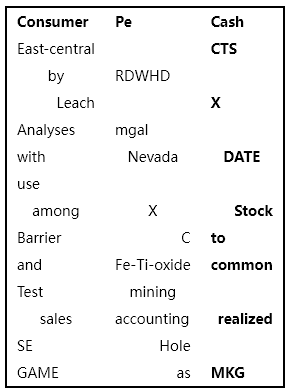 Consumer Pe Cash
East-central CTS
by RDWHD
Leach X
Analyses mgal
with Nevada DATE
use
among X Stock
Barrier C to
and Fe-Ti-oxide common
Test mining
sales accounting realized
SE Hole
GAME as MKG